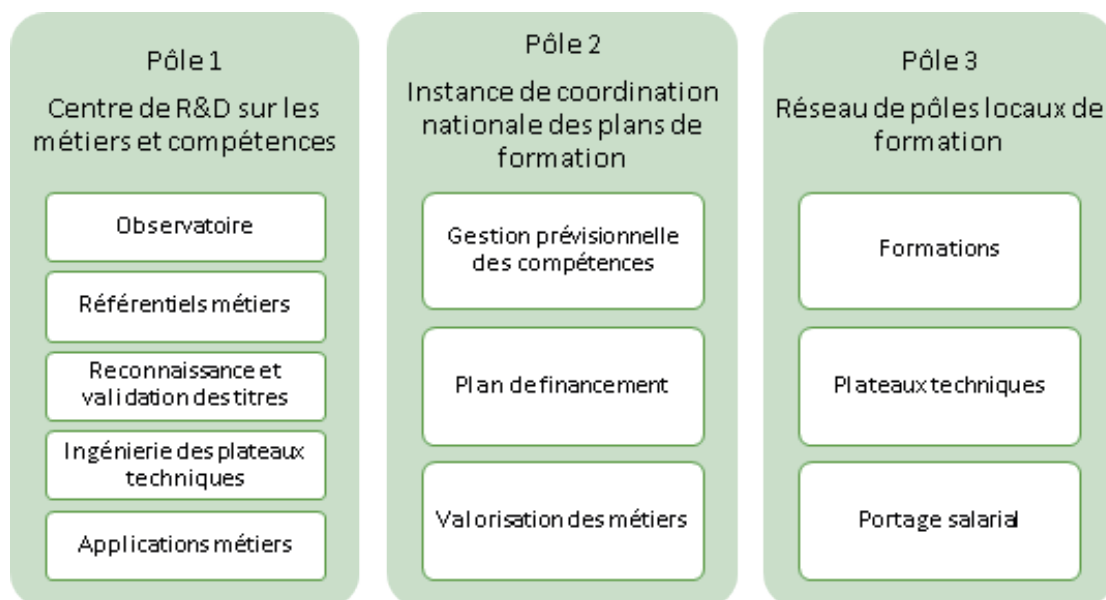 Pôle 1
Centre de R&D sur les
métiers et compétences
Observatoire
Référentiels métiers
Reconnaissance et
validation des titres
Ingénierie des plateaux
techniques
Applications métiers
Pôle 2
Instance de coordination
nationale des plans de
formation
Gestion prévisionnelle
des compétences
Plan de financement
Valorisation des métiers
Pôle 3
Réseau de pôles locaux de
formation
Formations
Plateaux techniques
Portage salarial